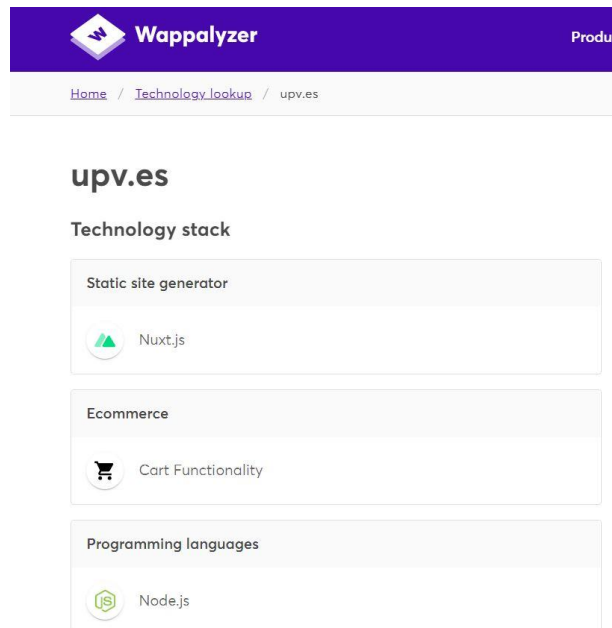 Wappalyzer
Produ
Home / Technology lookup / upv.es
upv.es
Technology stack
Static site generator
Nuxt.js
Ecommerce
Cart Functionality
Programming languages
Node.js